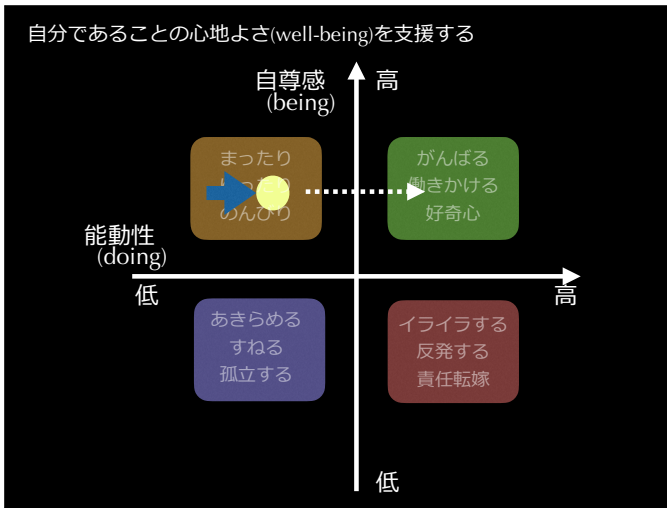 自分であることの心地よさ(well-being)を支援する
自尊感
(being)
高
まったり
のんびり
がんばる
働きかける
好奇心
能動性
(doing)
低
高
あきらめる
すねる
孤立する
イライラする
反発する
責任転嫁
低